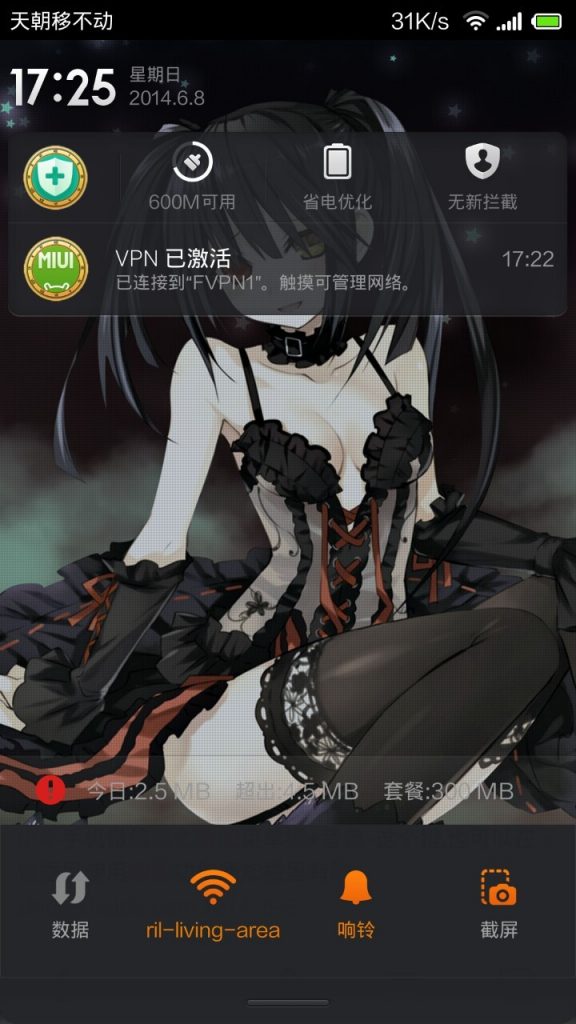 天朝移不动 31K/s
17:25 星期日
2014.6.8
600M可用 省电优化 无新拦截
MIUI VPN 已激活 17:22
已连接到“FVPN1”。触摸可管理网络。
今日:2.5 MB 超出:4.5 MB 套餐:300 MB
数据 ril-living-area 响铃 截屏